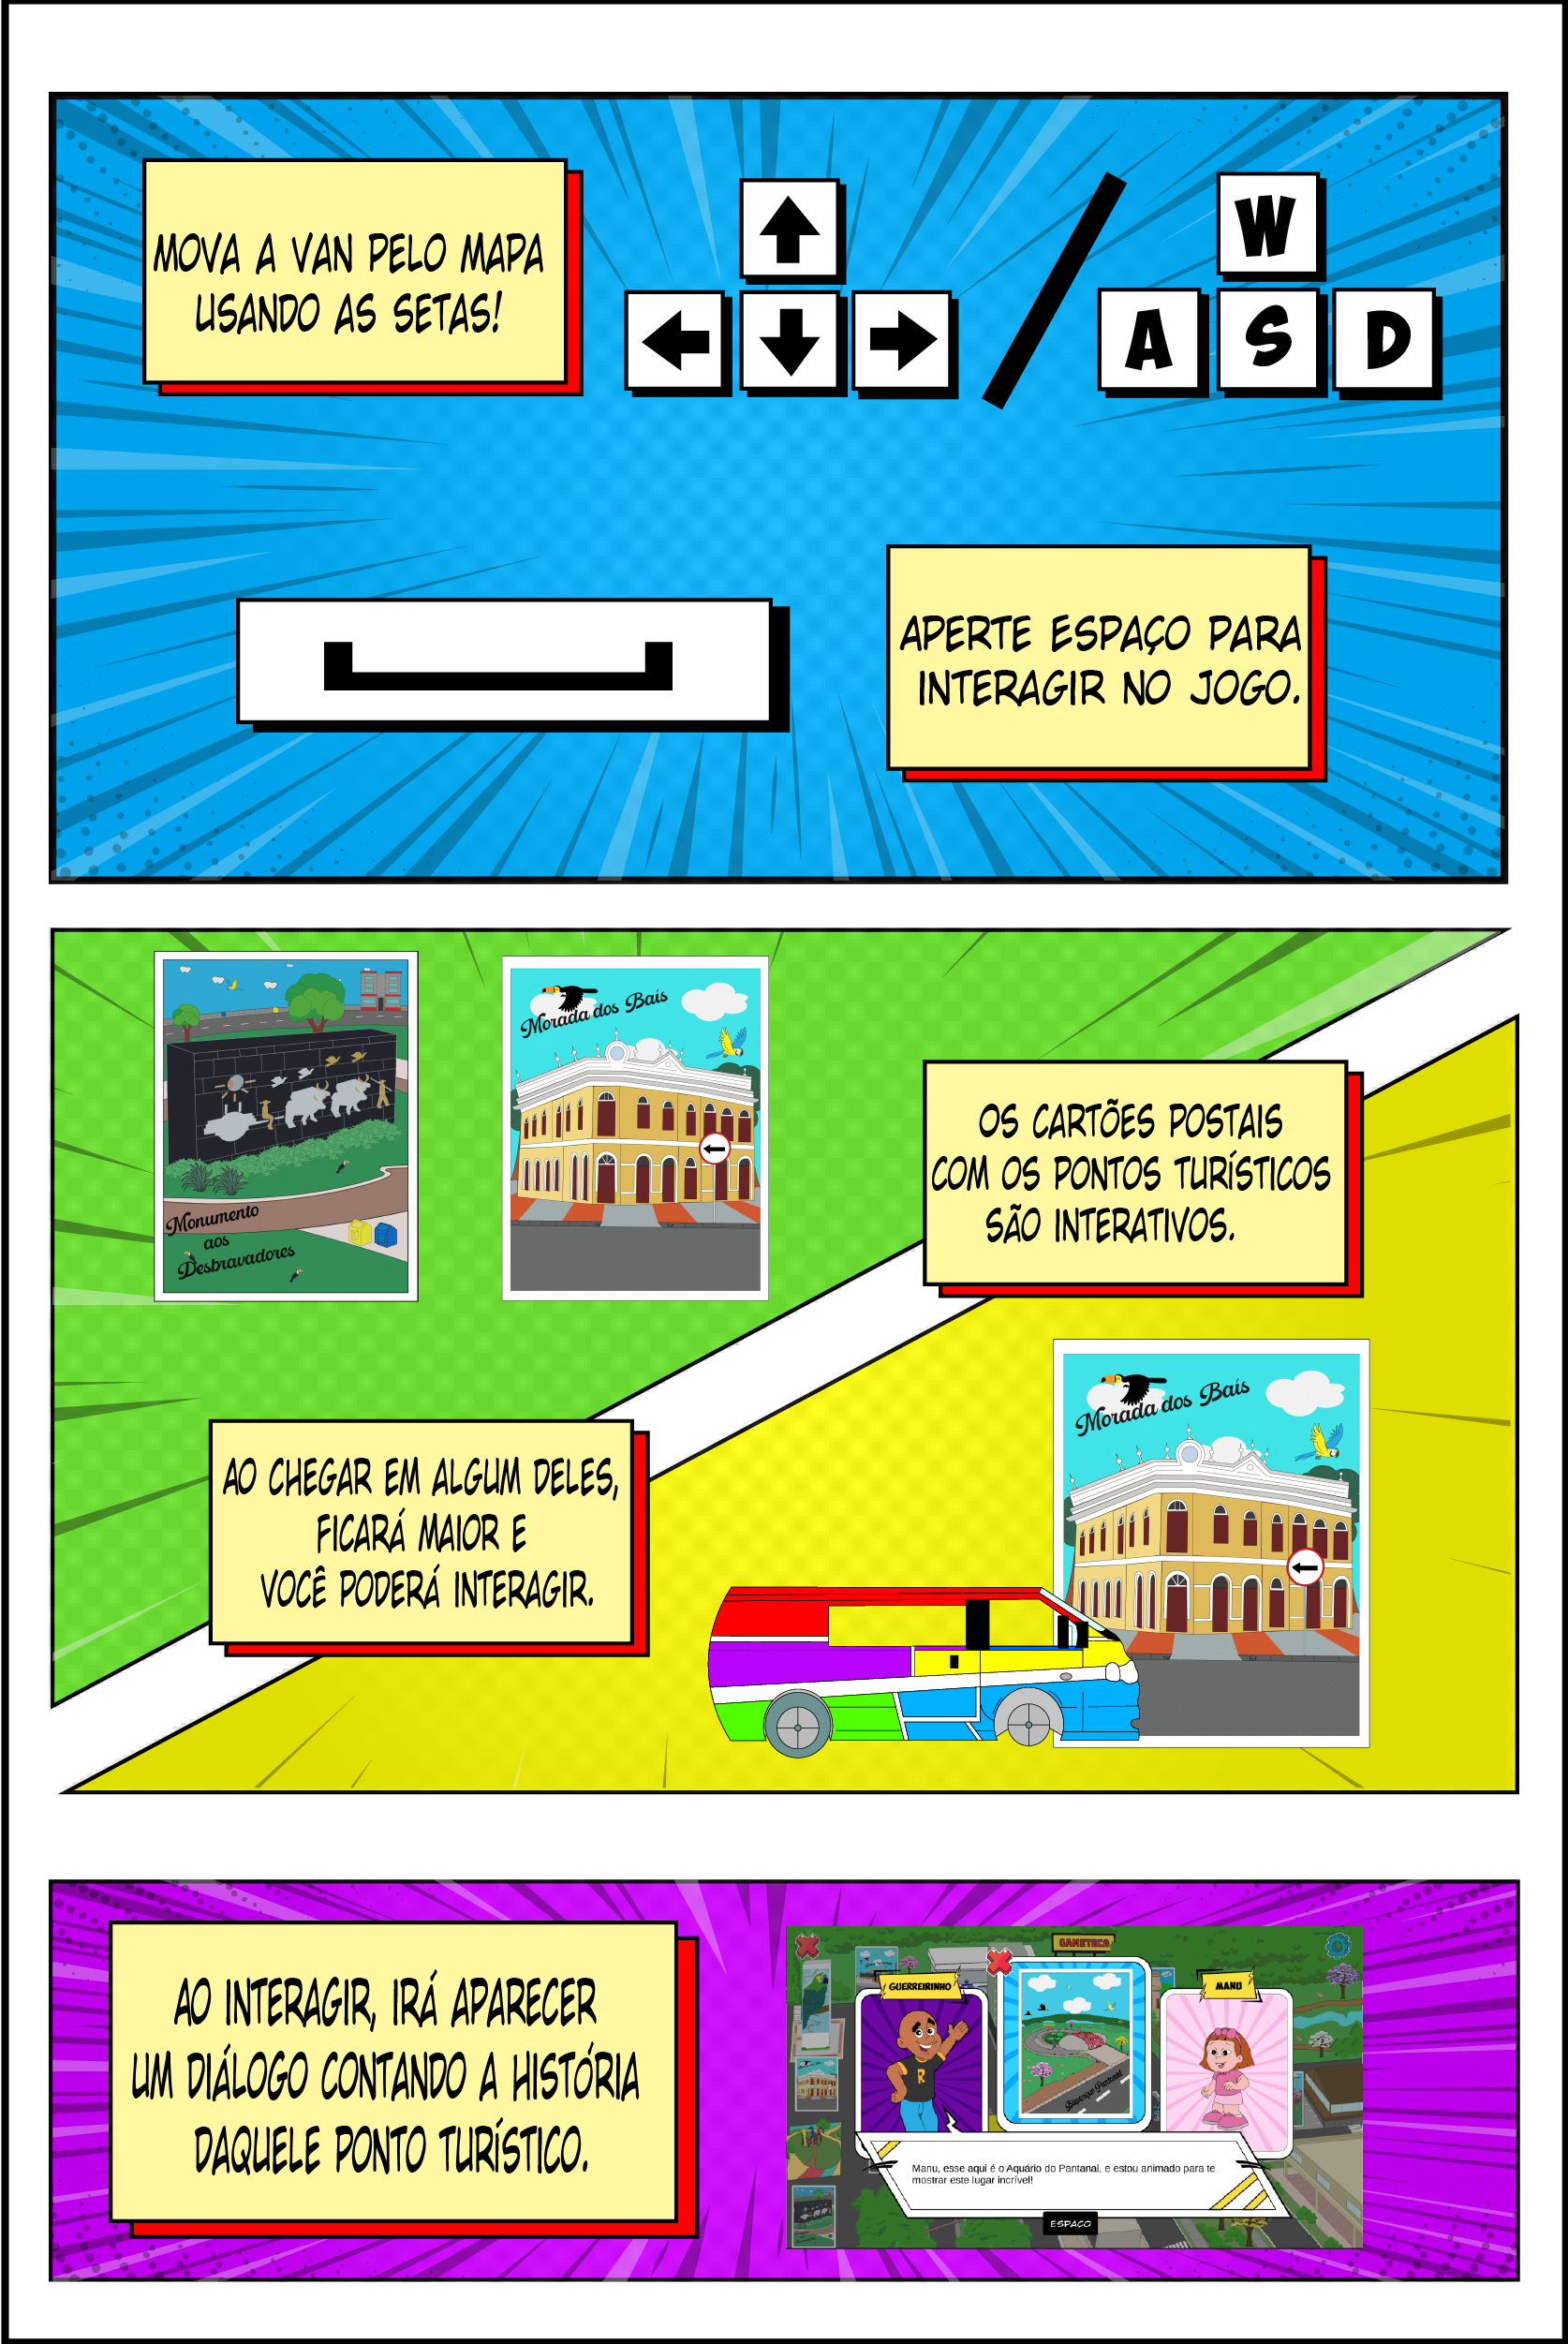 MOVA A VAN PELO MAPA
USANDO AS SETAS!
W
A S D
APERTE ESPAÇO PARA
INTERAGIR NO JOGO.
Monumento
aos
Desbravadores
Morada dos Baís
OS CARTÕES POSTAIS
COM OS PONTOS TURÍSTICOS
SÃO INTERATIVOS.
AO CHEGAR EM ALGUM DELES,
FICARÁ MAIOR E
VOCÊ PODERÁ INTERAGIR.
Morada dos Baís
AO INTERAGIR, IRÁ APARECER
UM DIÁLOGO CONTANDO A HISTÓRIA
DAQUELE PONTO TURÍSTICO.
GAMETECA
GUERREIRINHO
MANU
R
Bioparque Pantanal
Manu, esse aqui é o Aquário do Pantanal, e estou animado para te
mostrar este lugar incrível!
ESPAÇO